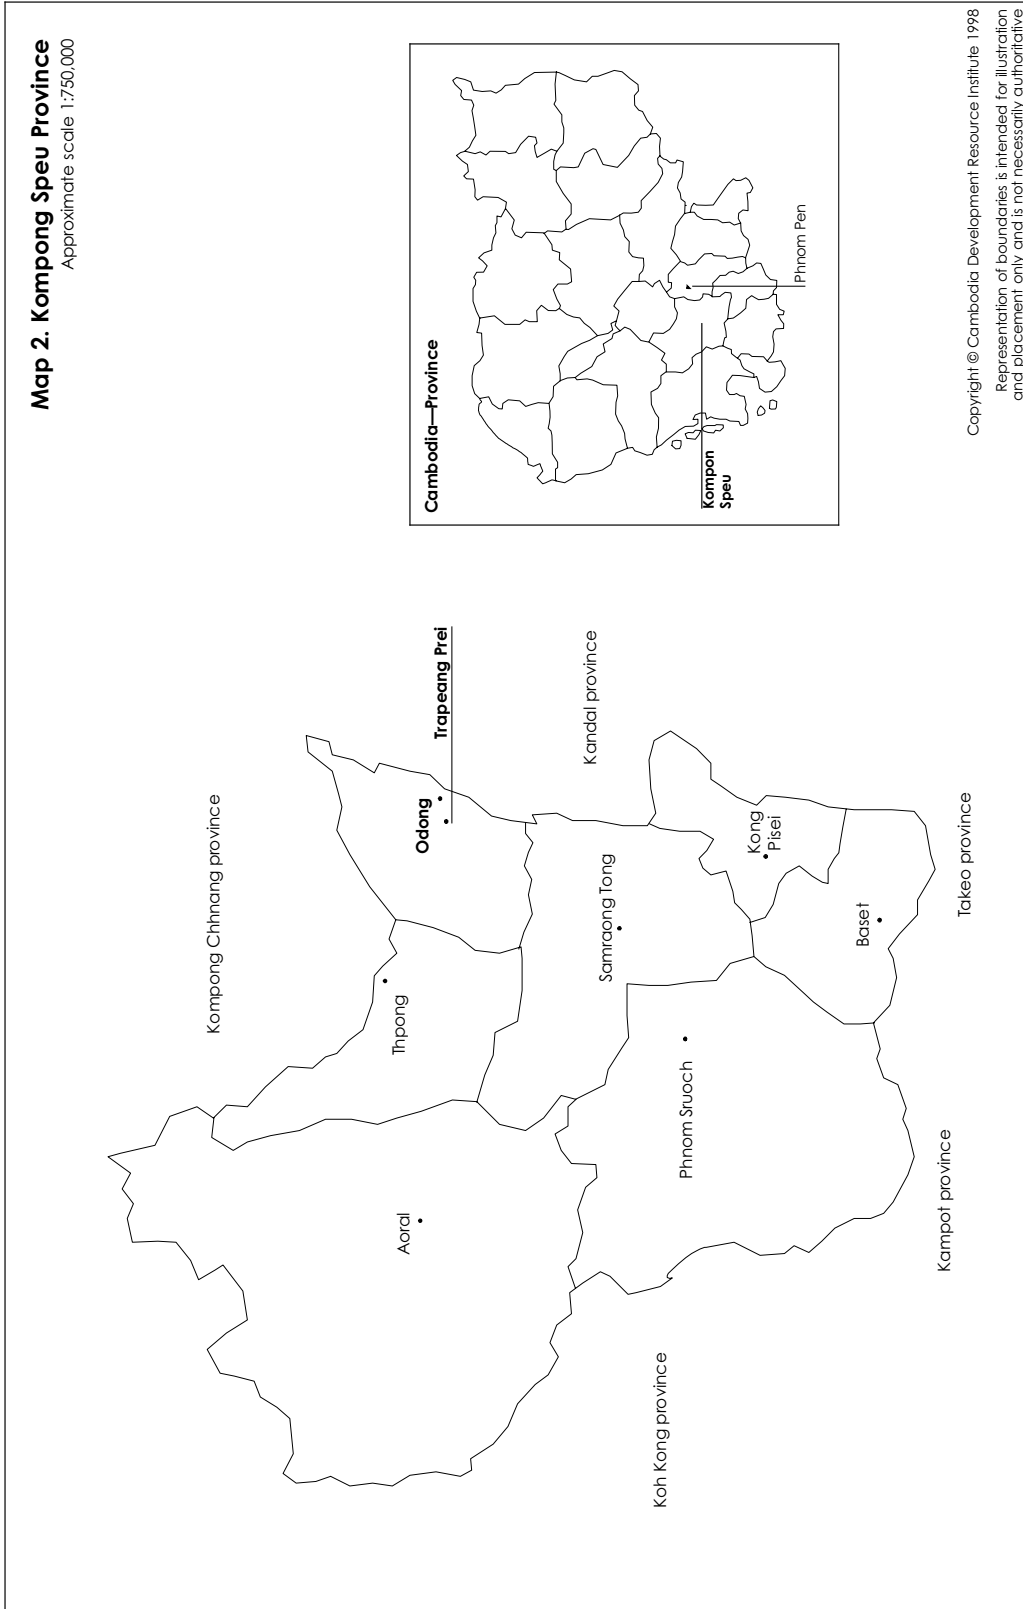 Map 2. Kompong Speu Province
Approximate scale 1:750,000
Kompong Chhnang province
Aoral
Thpong
Odong
Trapeang Prei
Samraong Tong
Kandal province
Phnom Sruoch
Kong
Pisei
Baset
Koh Kong province
Kampot province
Takeo province
Cambodia—Province
Kompon
Speu
Phnom Pen
Copyright © Cambodia Development Resource Institute 1998
Representation of boundaries is intended for illustration
and placement only and is not necessarily authoritative